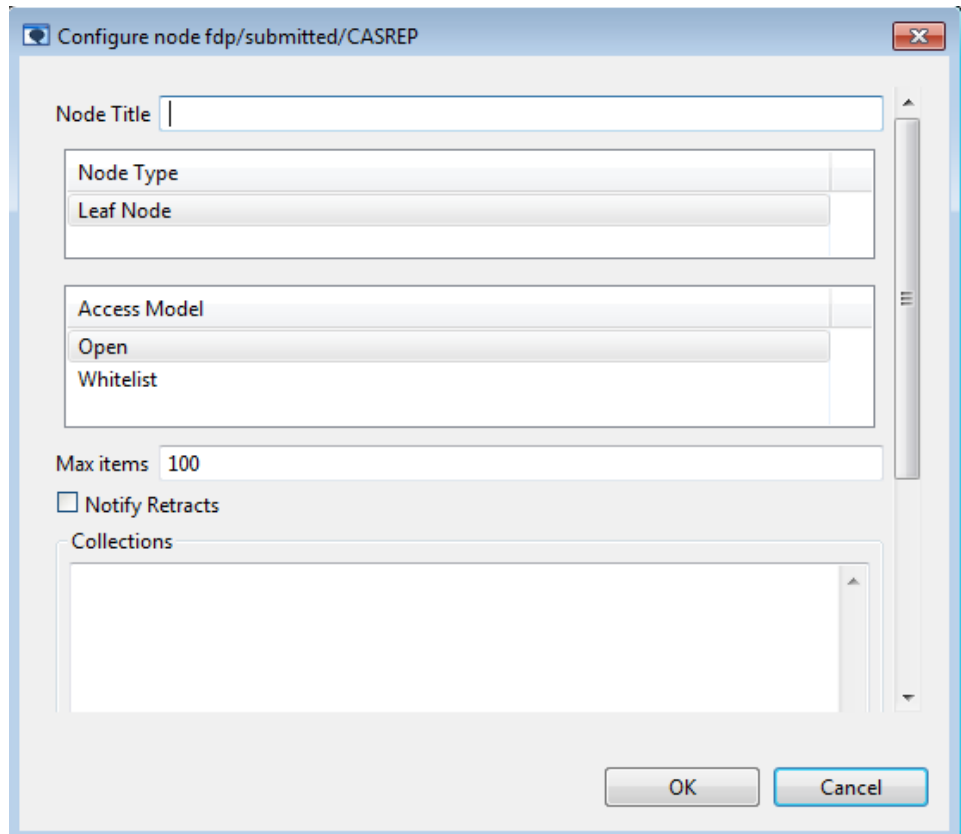 Configure node fdp/submitted/CASREP
Node Title
Node Type
Leaf Node
Access Model
Open
Whitelist
Max items 100
Notify Retracts
Collections
OK Cancel